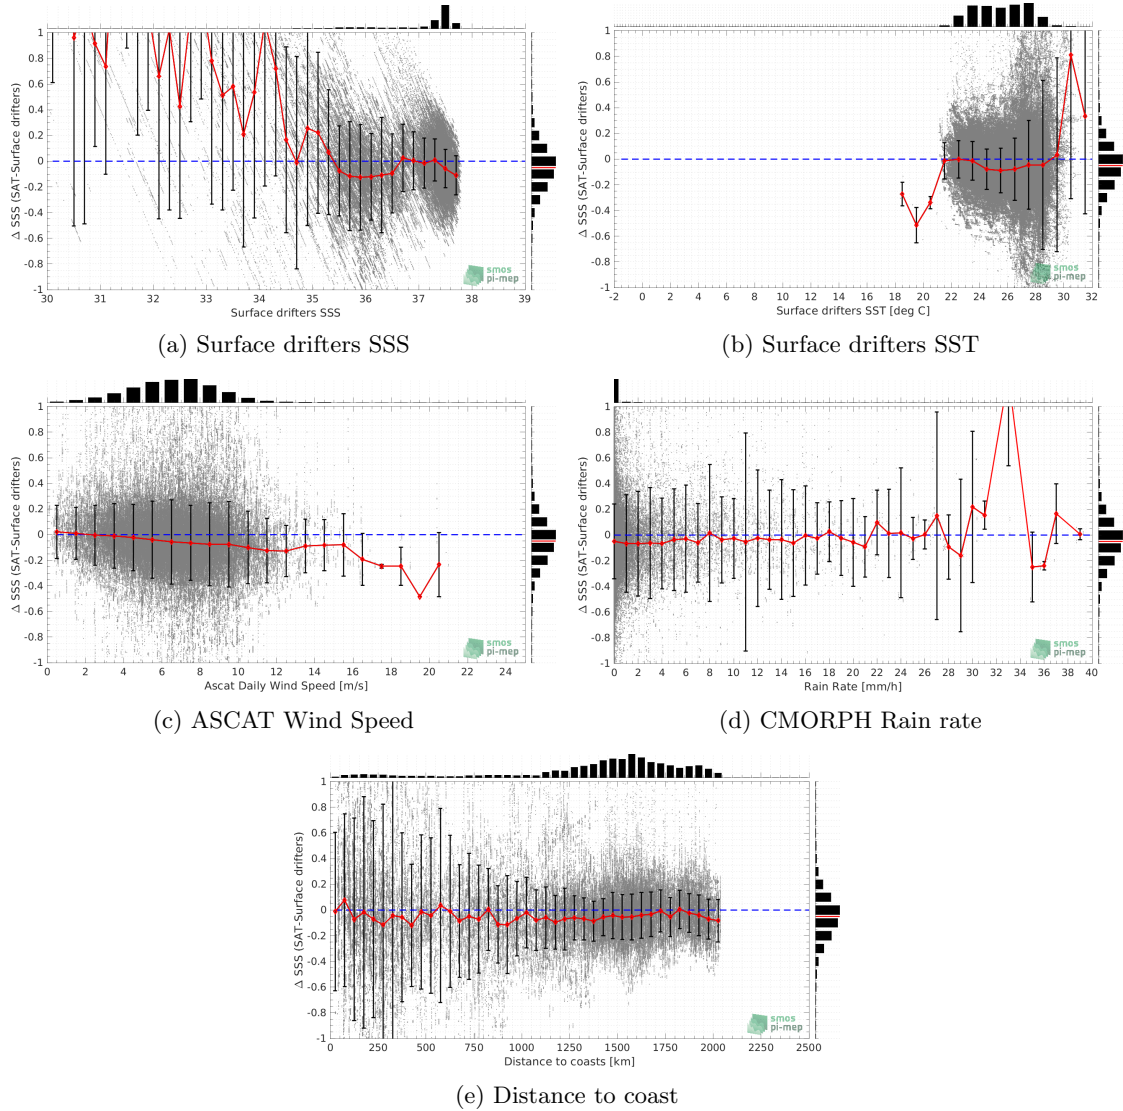 Δ SSS (SAT-Surface drifters)
1
0.8
0.6
0.4
0.2
0
-0.2
-0.4
-0.6
-0.8
-1
30 31 32 33 34 35 36 37 38 39
Surface drifters SSS
smos
pi-mep
(a) Surface drifters SSS
Δ SSS (SAT-Surface drifters)
1
0.8
0.6
0.4
0.2
0
-0.2
-0.4
-0.6
-0.8
-1
-2 0 2 4 6 8 10 12 14 16 18 20 22 24 26 28 30 32
Surface drifters SST [deg C]
smos
pi-mep
(b) Surface drifters SST
Δ SSS (SAT-Surface drifters)
1
0.8
0.6
0.4
0.2
0
-0.2
-0.4
-0.6
-0.8
-1
0 2 4 6 8 10 12 14 16 18 20 22 24
Ascat Daily Wind Speed [m/s]
smos
pi-mep
(c) ASCAT Wind Speed
Δ SSS (SAT-Surface drifters)
1
0.8
0.6
0.4
0.2
0
-0.2
-0.4
-0.6
-0.8
-1
0 2 4 6 8 10 12 14 16 18 20 22 24 26 28 30 32 34 36 38 40
Rain Rate [mm/h]
smos
pi-mep
(d) CMORPH Rain rate
Δ SSS (SAT-Surface drifters)
1
0.8
0.6
0.4
0.2
0
-0.2
-0.4
-0.6
-0.8
-1
0 250 500 750 1000 1250 1500 1750 2000 2250 2500
Distance to coasts [km]
smos
pi-mep
(e) Distance to coast